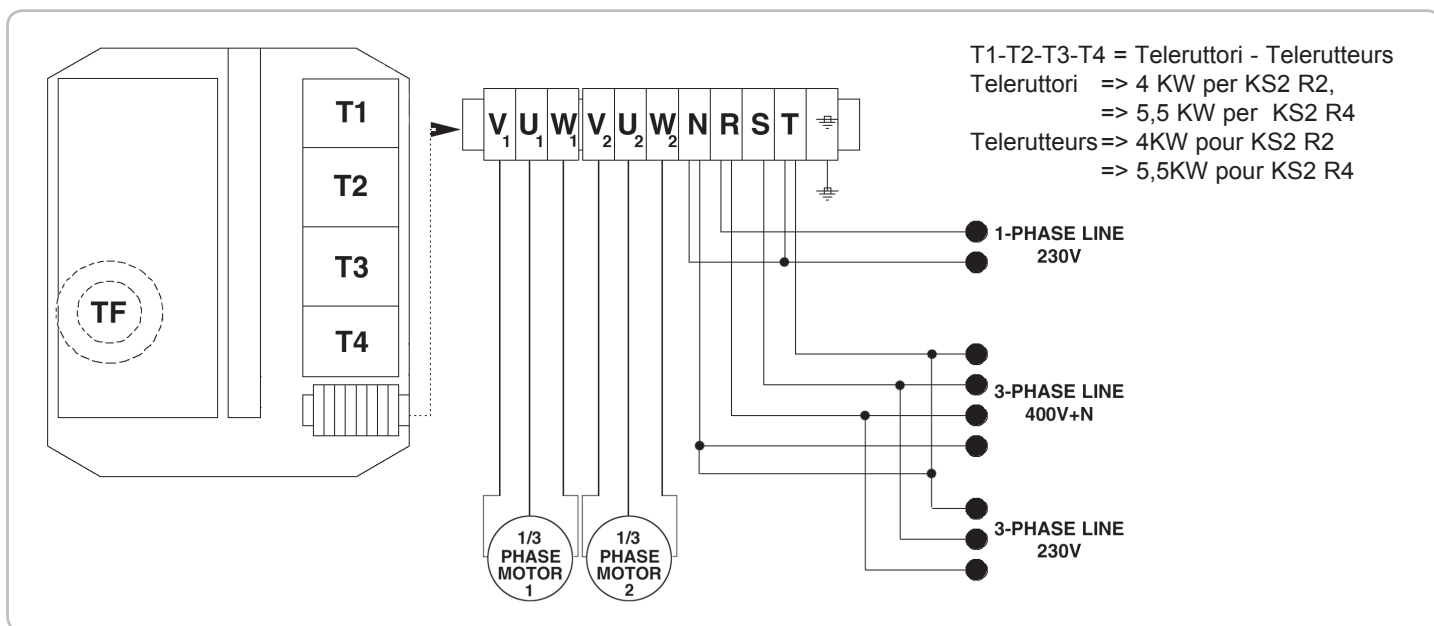 T1-T2-T3-T4 = Teleruttori - Telerutteurs
Teleruttori => 4 KW per KS2 R2,
=> 5,5 KW per KS2 R4
Telerutteurs => 4KW pour KS2 R2
=> 5,5KW pour KS2 R4
T1
T2
T3
T4
TF
V1 U1 W1 V2 U2 W2 N R S T
1-PHASE LINE
230V
3-PHASE LINE
400V+N
3-PHASE LINE
230V
1/3
PHASE
MOTOR
1
1/3
PHASE
MOTOR
2